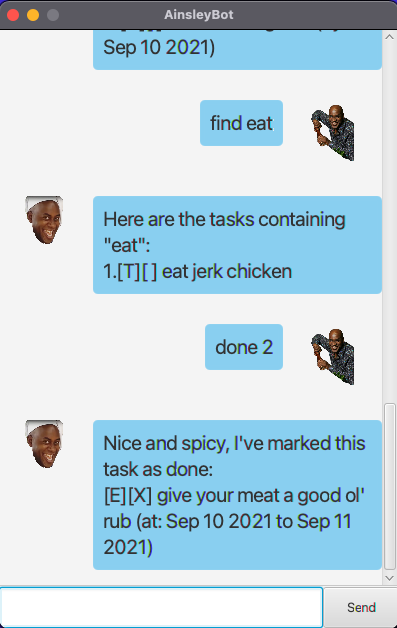 AinsleyBot
Sep 10 2021)
find eat
Here are the tasks containing
"eat":
1.[T][ ] eat jerk chicken
done 2
Nice and spicy, I've marked this
task as done:
[E][X] give your meat a good ol'
rub (at: Sep 10 2021 to Sep 11
2021)
Send